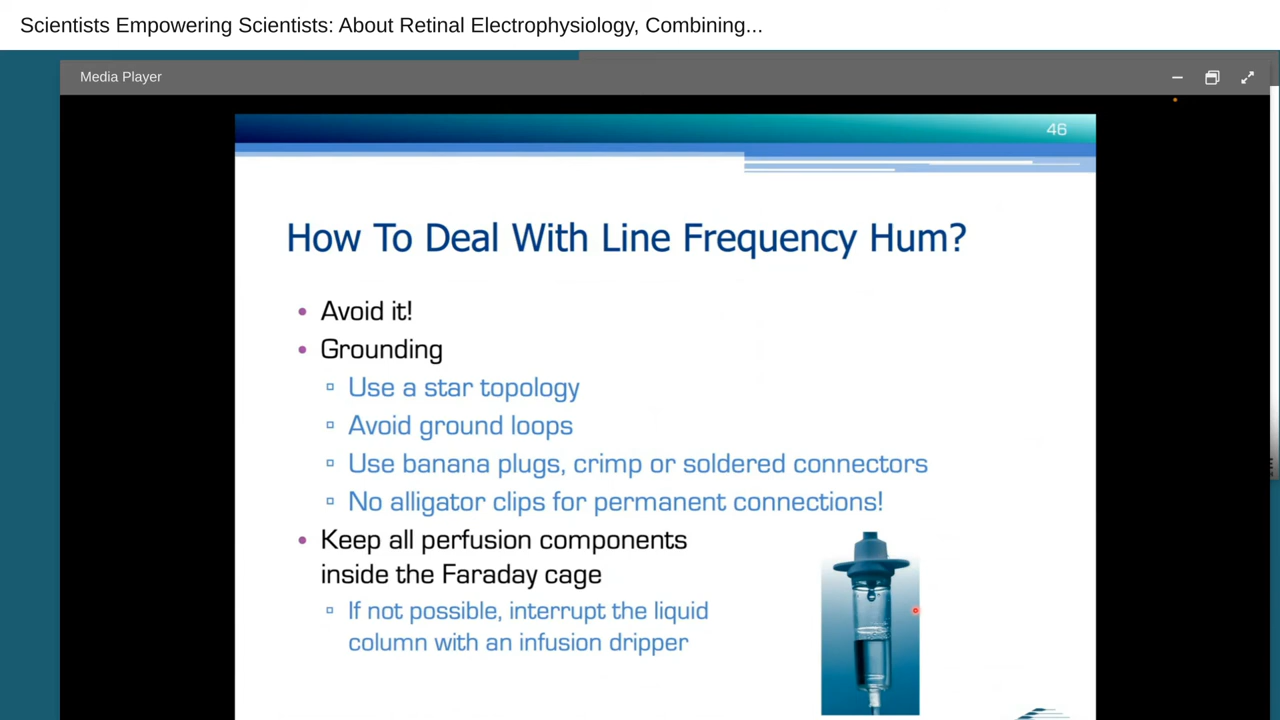 Scientists Empowering Scientists: About Retinal Electrophysiology, Combining...
Media Player
46
How To Deal With Line Frequency Hum?
• Avoid it!
• Grounding
▫ Use a star topology
▫ Avoid ground loops
▫ Use banana plugs, crimp or soldered connectors
▫ No alligator clips for permanent connections!
• Keep all perfusion components
inside the Faraday cage
▫ If not possible, interrupt the liquid
column with an infusion dripper